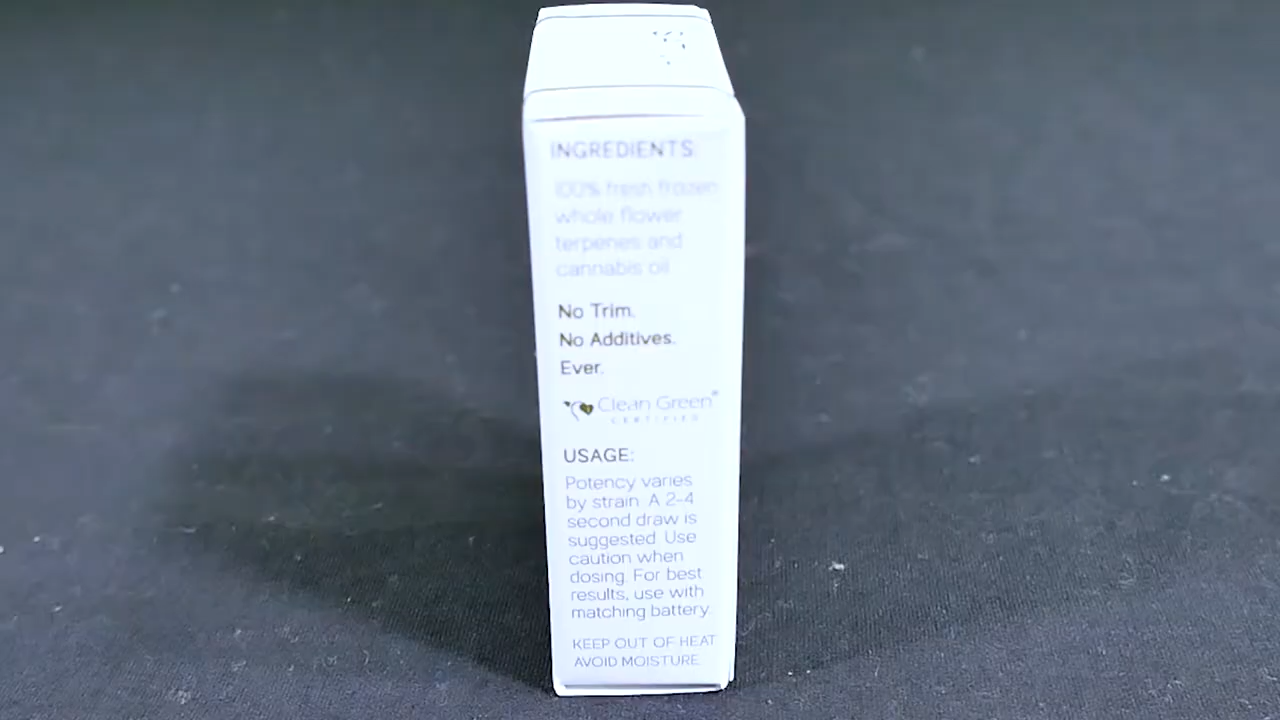 INGREDIENTS:
100% fresh frozen
whole flower
terpenes and
cannabis oil
No Trim.
No Additives.
Ever.
Clean Green®
CERTIFIED
USAGE:
Potency varies
by strain. A 2-4
second draw is
suggested. Use
caution when
dosing. For best
results, use with
matching battery.
KEEP OUT OF HEAT
AVOID MOISTURE.